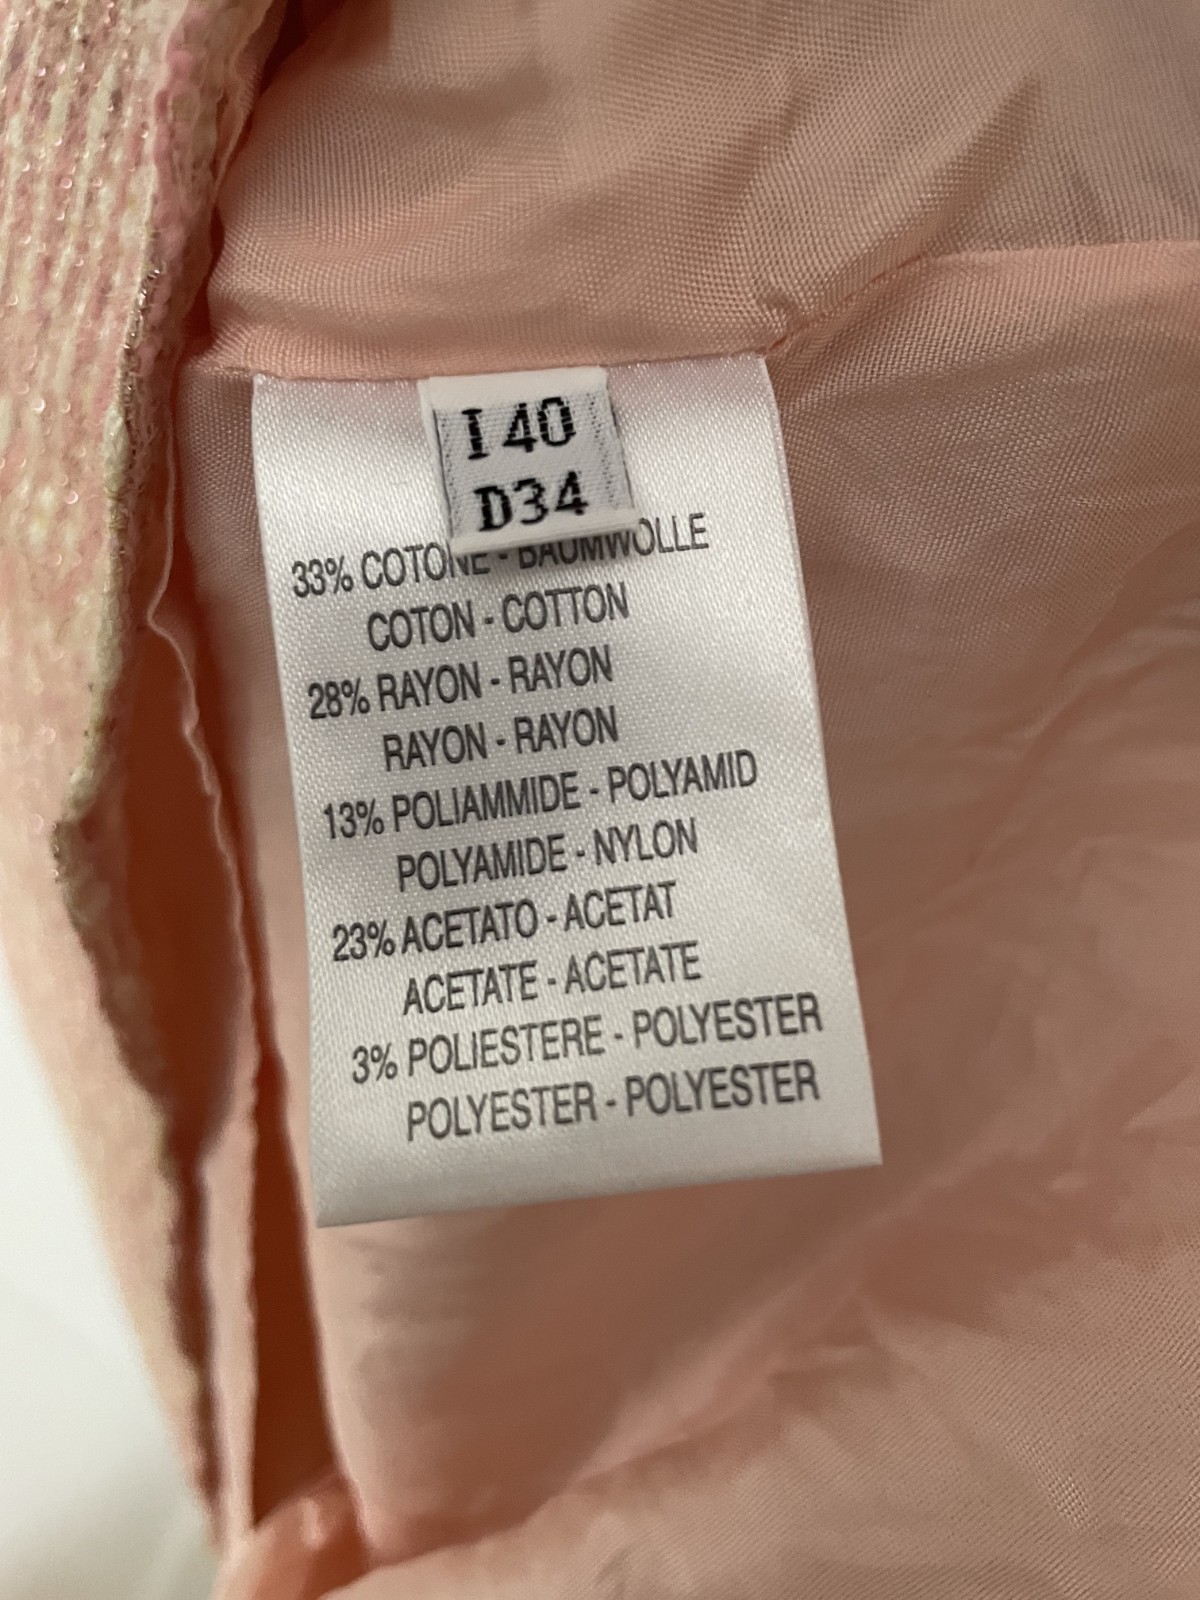 I 40
D34
33% COTONE - BAUMWOLLE
COTON - COTTON
28% RAYON - RAYON
RAYON - RAYON
13% POLIAMMIDE - POLYAMID
POLYAMIDE - NYLON
23% ACETATO - ACETAT
ACETATE - ACETATE
3% POLIESTERE - POLYESTER
POLYESTER - POLYESTER